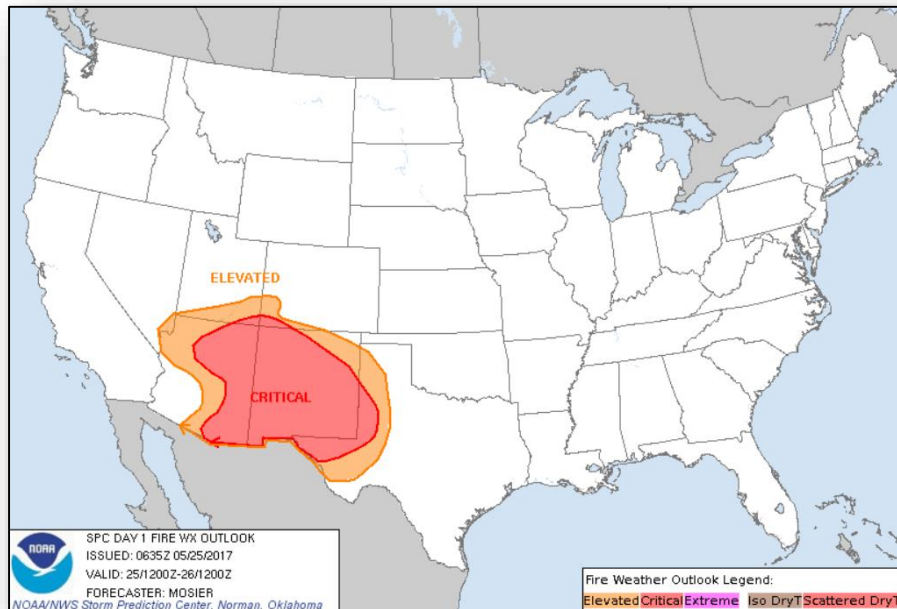 ELEVATED
CRITICAL
NOAA
SPC DAY 1 FIRE WX OUTLOOK
ISSUED: 0635Z 05/25/2017
VALID: 25/1200Z-26/1200Z
FORECASTER: MOSIER
NOAA/NWS Storm Prediction Center, Norman, Oklahoma
Fire Weather Outlook Legend:
Elevated Critical Extreme Iso DryT Scattered DryT